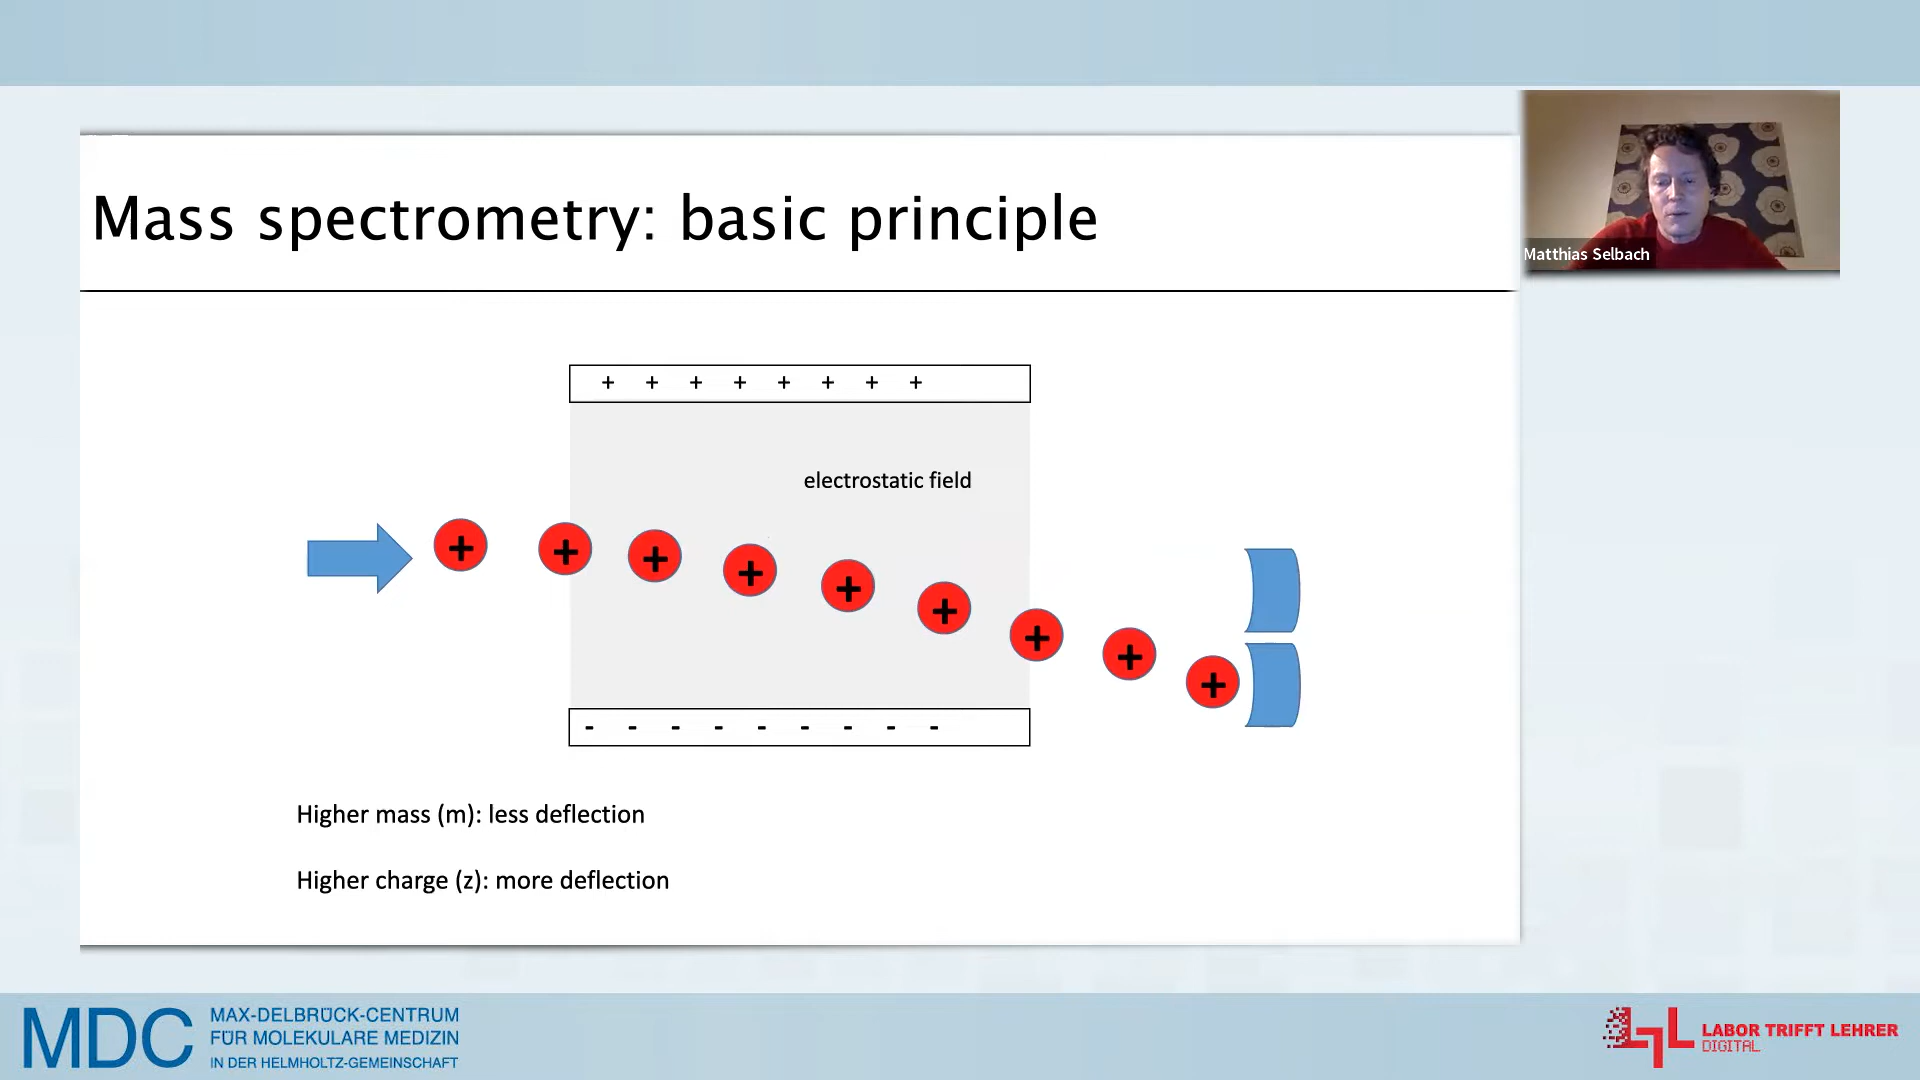 Mass spectrometry: basic principle
Matthias Selbach
+ + + + + + + +
electrostatic field
+ + + + + + + + +
- - - - - - - - -
Higher mass (m): less deflection
Higher charge (z): more deflection
MDC
MAX-DELBRÜCK-CENTRUM
FÜR MOLEKULARE MEDIZIN
IN DER HELMHOLTZ-GEMEINSCHAFT
LTL
LABOR TRIFFT LEHRER
DIGITAL